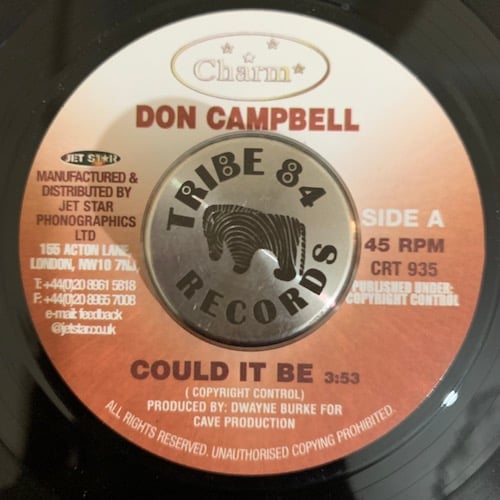 Charm
DON CAMPBELL
JET STAR
MANUFACTURED &
DISTRIBUTED BY
JET STAR
PHONOGRAPHICS
LTD
155 ACTON LANE,
LONDON, NW10 7NJ,
T: +44(0)20 8961 5818
F: +44(0)20 8965 7008
e-mail: feedback
@jetstar.co.uk
TRIBE 84
RECORDS
SIDE A
45 RPM
CRT 935
PUBLISHED UNDER:
COPYRIGHT CONTROL
COULD IT BE 3:53
( COPYRIGHT CONTROL)
PRODUCED BY: DWAYNE BURKE FOR
CAVE PRODUCTION
ALL RIGHTS RESERVED. UNAUTHORISED COPYING PROHIBITED.